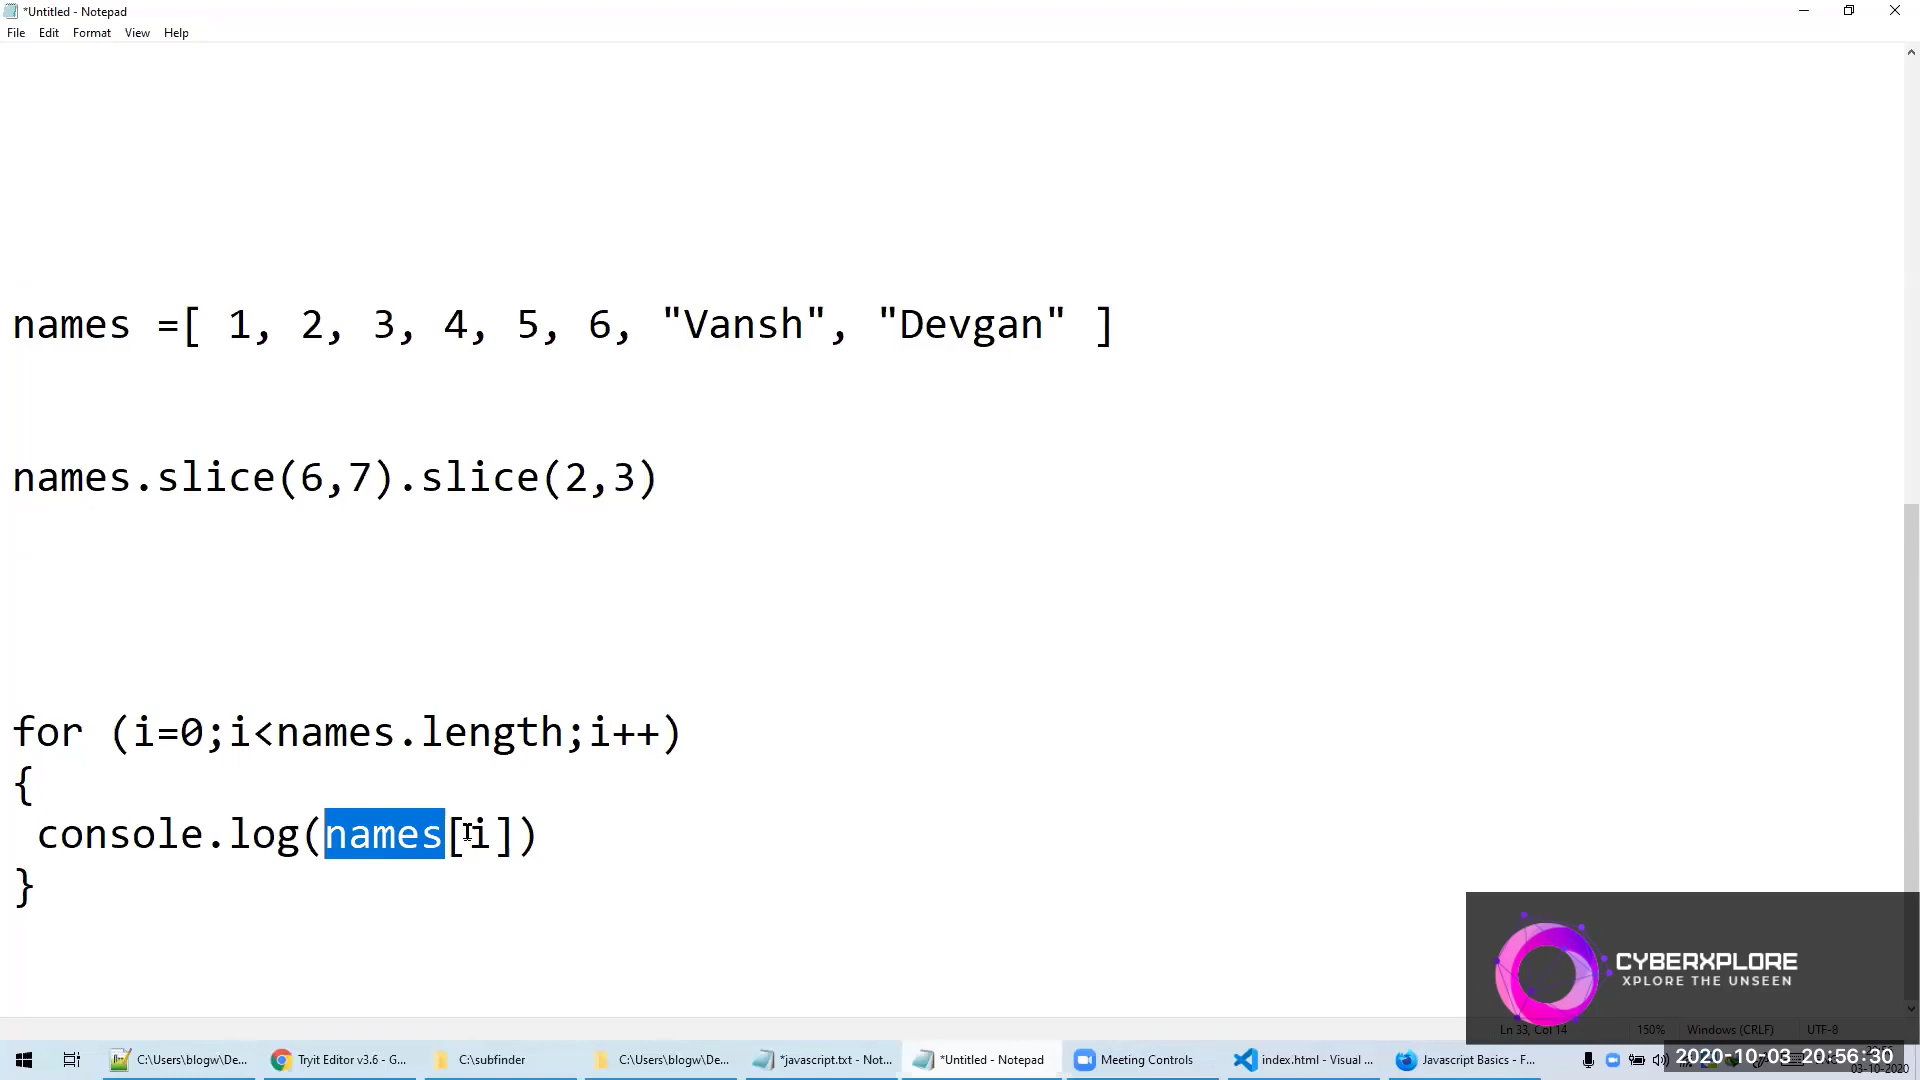 *Untitled - Notepad
File Edit Format View Help
names =[ 1, 2, 3, 4, 5, 6, "Vansh", "Devgan" ]
names.slice(6,7).slice(2,3)
for (i=0;i<names.length;i++)
{
console.log(names[i])
}
CYBERXPLORE
XPLORE THE UNSEEN
Ln 33, Col 14 150% Windows (CRLF) UTF-8
C:\Users\blogw\De... Tryit Editor v3.6 - G... C:\subfinder C:\Users\blogw\De... *javascript.txt - Not... *Untitled - Notepad Meeting Controls index.html - Visual ... Javascript Basics - F... 2020-10-03 20:56:30
03-10-2020